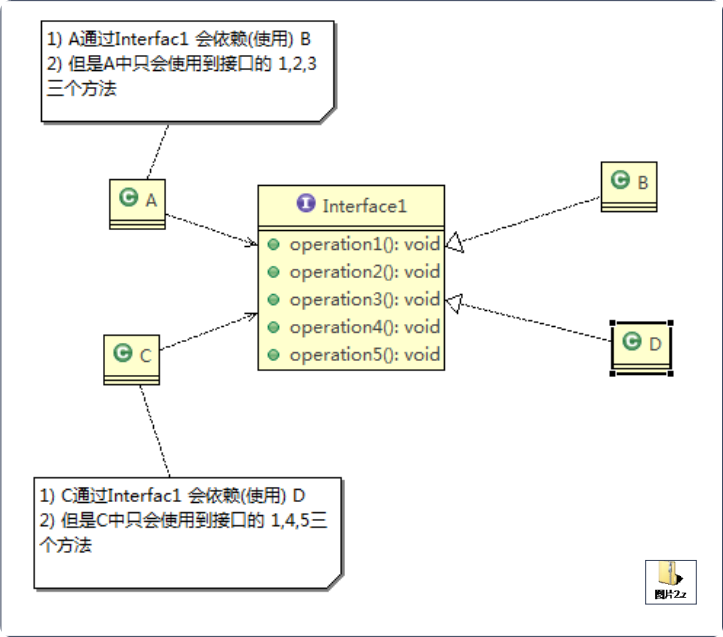 1) A通过Interfac1 会依赖(使用) B
2) 但是A中只会使用到接口的 1,2,3
三个方法
C A
I Interface1
C B
operation1(): void
operation2(): void
operation3(): void
operation4(): void
operation5(): void
C C
C D
1) C通过Interfac1 会依赖(使用) D
2) 但是C中只会使用到接口的 1,4,5三
个方法
图片2.z